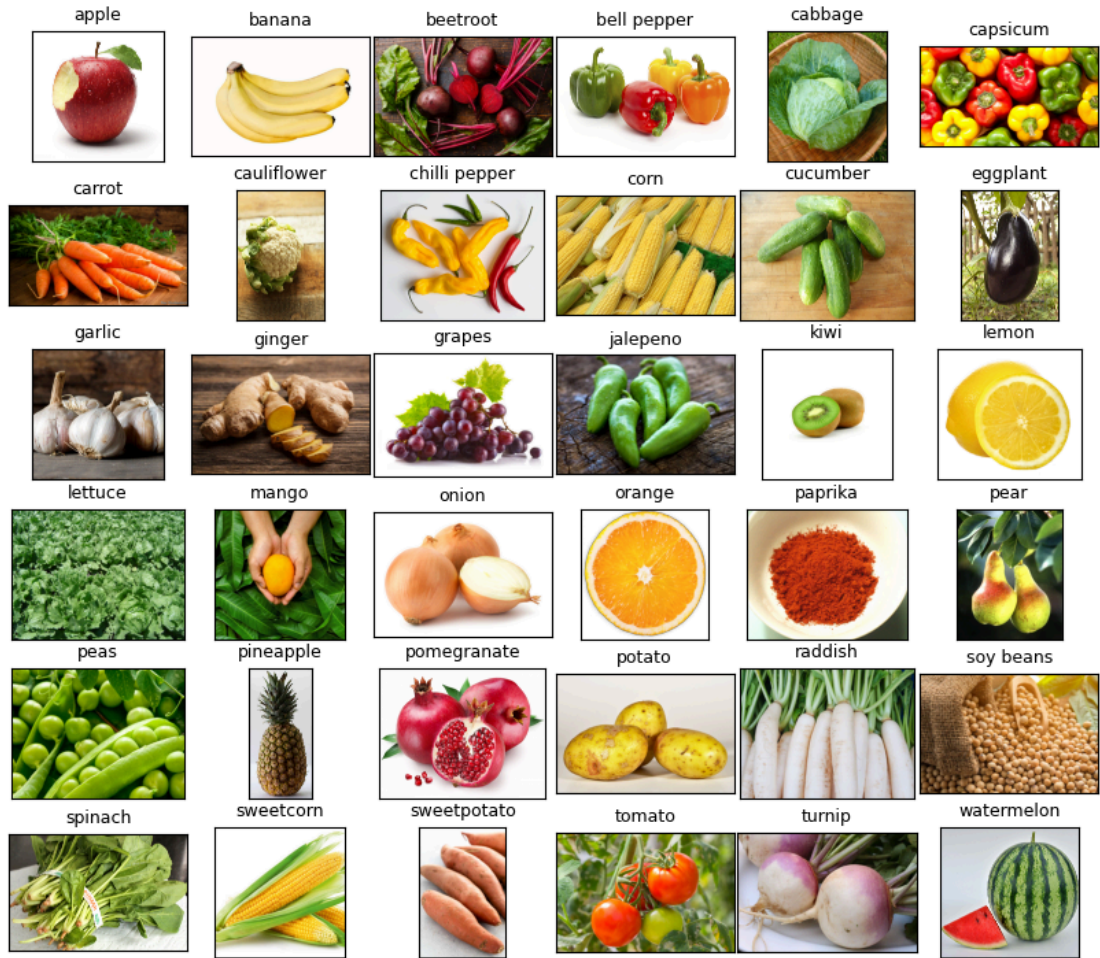 apple
banana
beetroot
bell pepper
cabbage
capsicum
carrot
cauliflower
chilli pepper
corn
cucumber
eggplant
garlic
ginger
grapes
jalepeno
kiwi
lemon
lettuce
mango
onion
orange
paprika
pear
peas
pineapple
pomegranate
potato
raddish
soy beans
spinach
sweetcorn
sweetpotato
tomato
turnip
watermelon